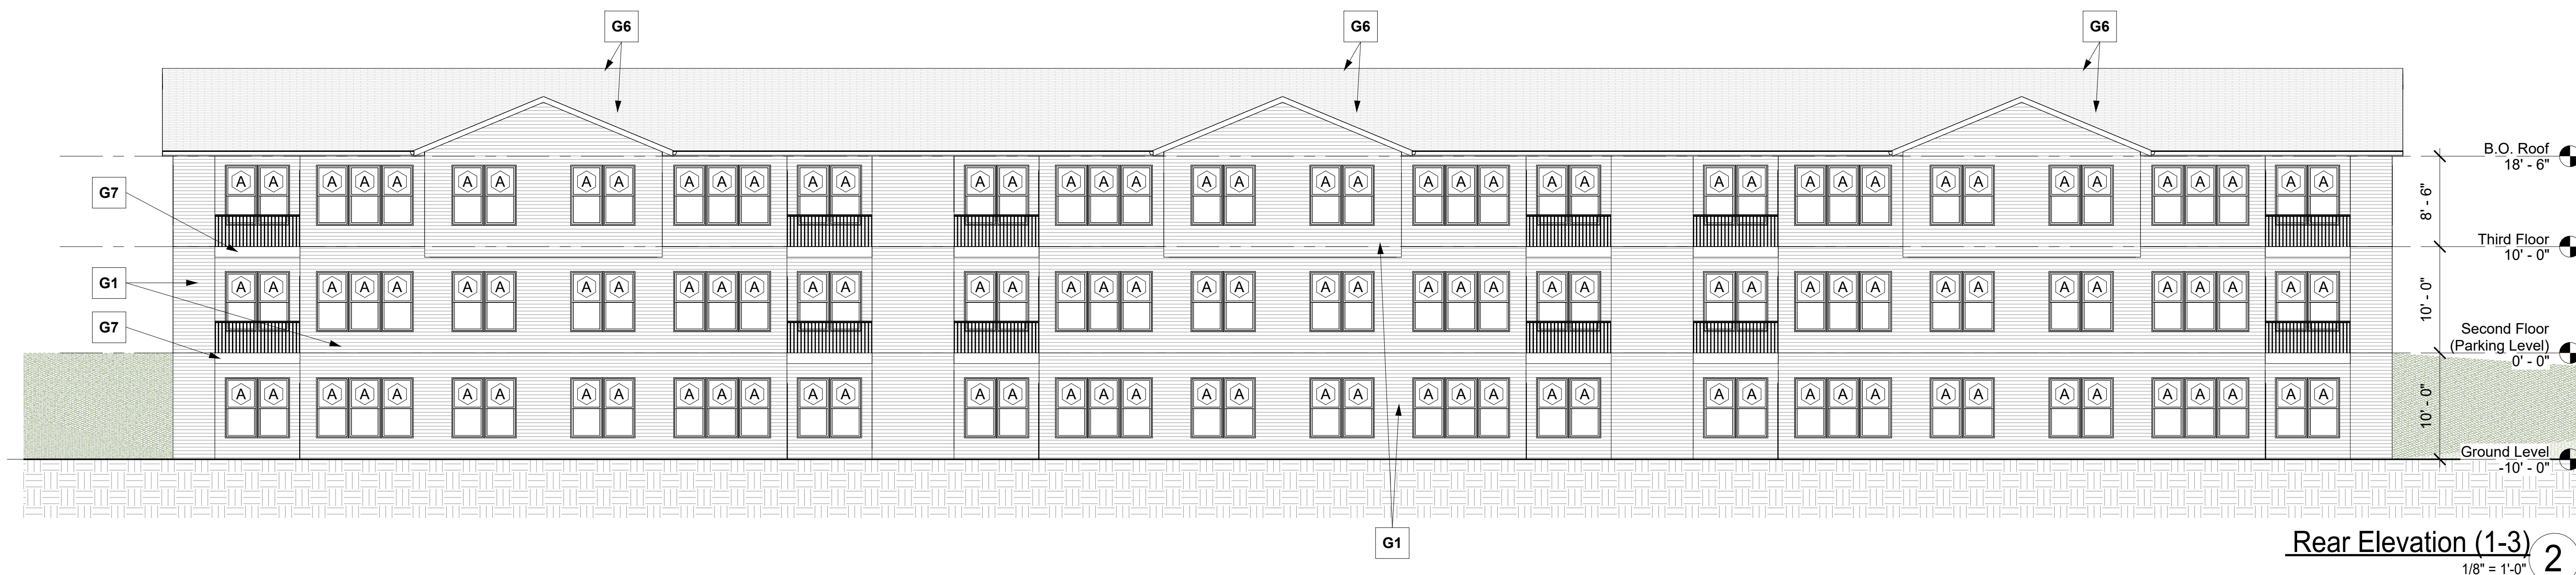 G6 G6 G6
B.O. Roof
18' - 6"
A A A A A A A A A A A A A A A A A A A A A A A A A A A A A A A A A A A A A A A A A A
G7
8' - 6"
Third Floor
10' - 0"
G1
A A A A A A A A A A A A A A A A A A A A A A A A A A A A A A A A A A A A A A A A A A
10' - 0"
G7
Second Floor
(Parking Level)
0' - 0"
A A A A A A A A A A A A A A A A A A A A A A A A A A A A A A A A A A A A A A A A A A
10' - 0"
Ground Level
-10' - 0"
G1
Rear Elevation (1-3)
1/8" = 1'-0"
2